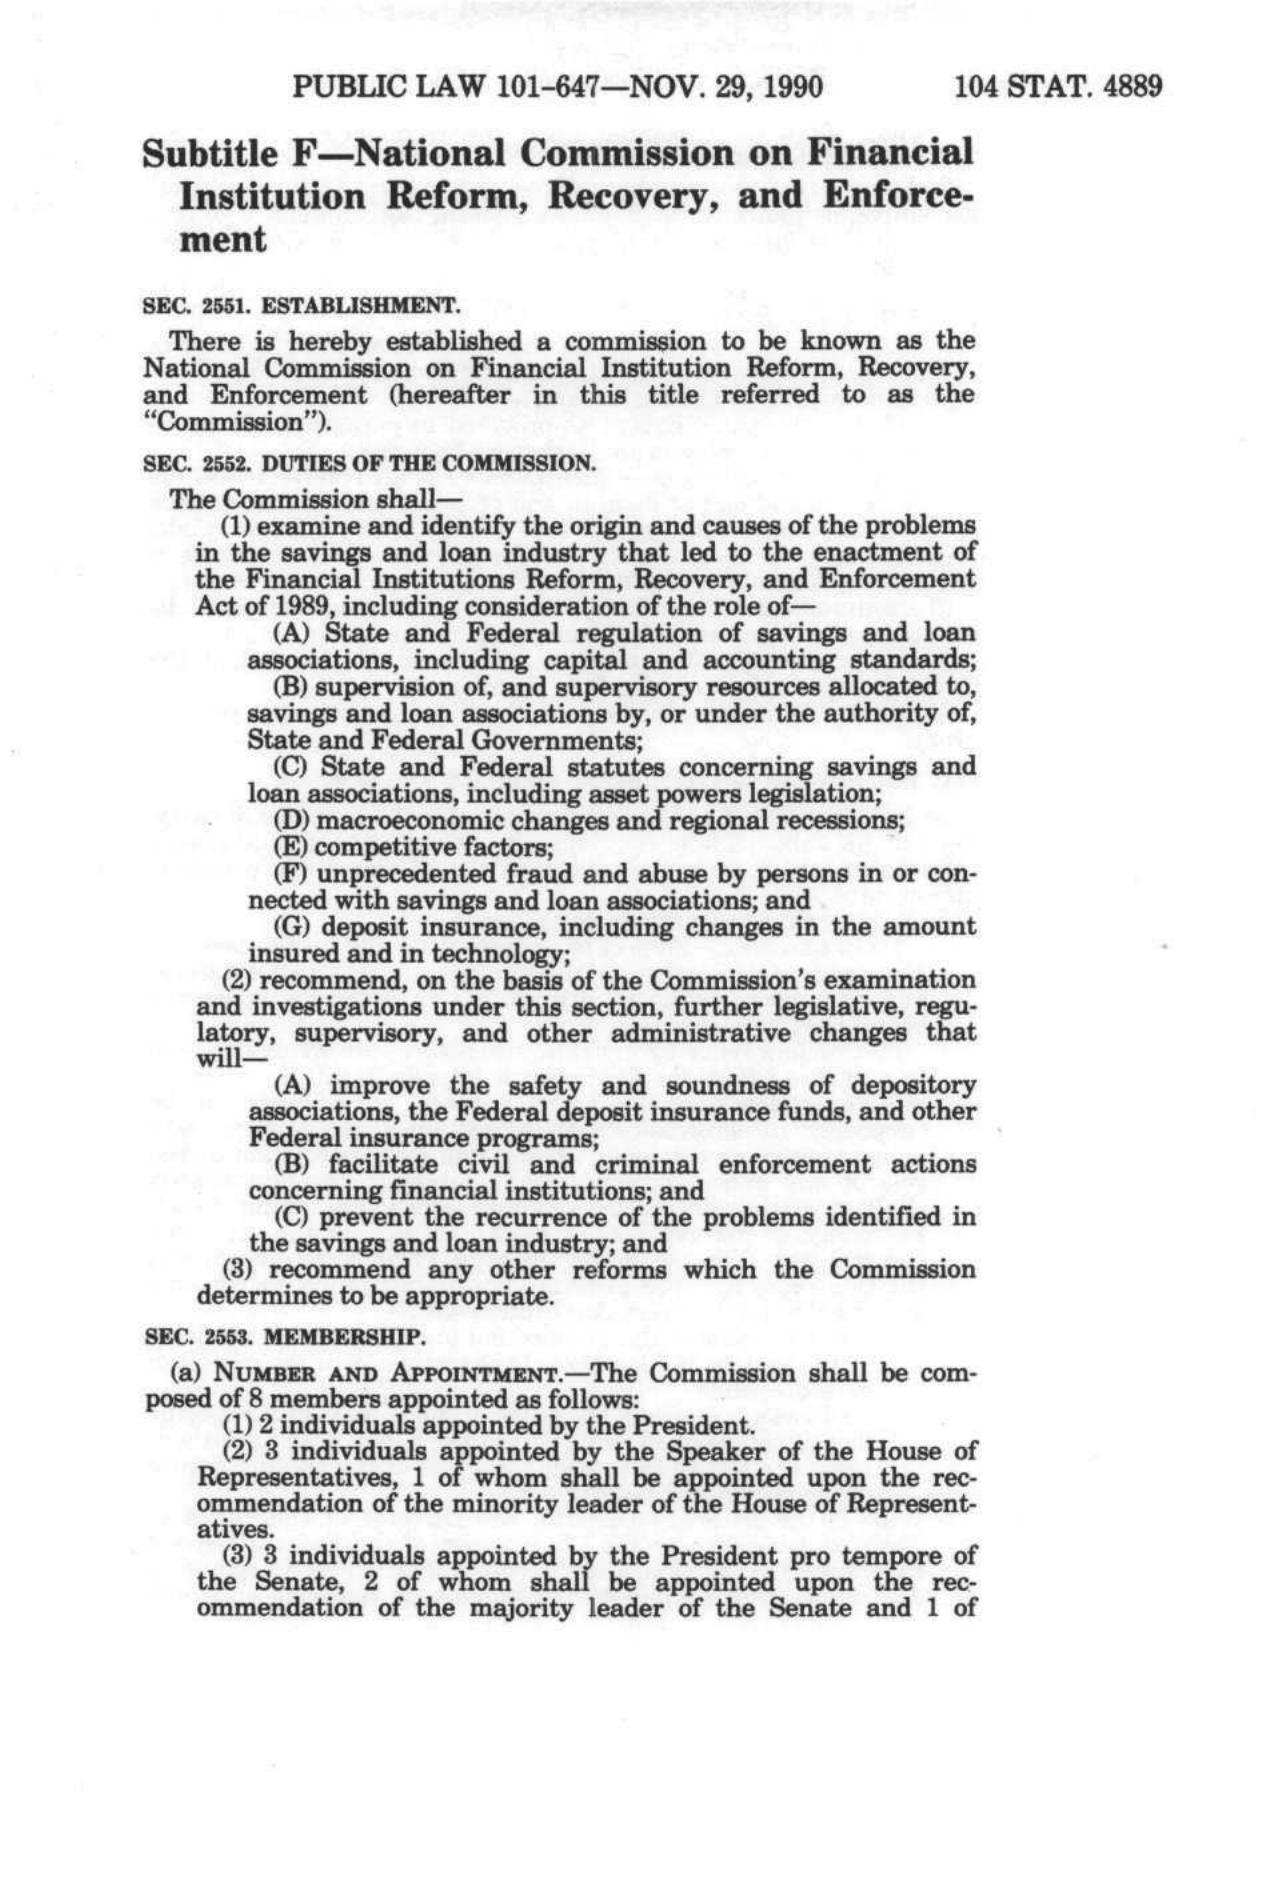 PUBLIC LAW 101–647—NOV. 29, 1990 104 STAT. 4889
Subtitle F—National Commission on Financial
Institution Reform, Recovery, and Enforce-
ment
SEC. 2551. ESTABLISHMENT.
There is hereby established a commission to be known as the
National Commission on Financial Institution Reform, Recovery,
and Enforcement (hereafter in this title referred to as the
“Commission”).
SEC. 2552. DUTIES OF THE COMMISSION.
The Commission shall—
(1) examine and identify the origin and causes of the problems
in the savings and loan industry that led to the enactment of
the Financial Institutions Reform, Recovery, and Enforcement
Act of 1989, including consideration of the role of—
(A) State and Federal regulation of savings and loan
associations, including capital and accounting standards;
(B) supervision of, and supervisory resources allocated to,
savings and loan associations by, or under the authority of,
State and Federal Governments;
(C) State and Federal statutes concerning savings and
loan associations, including asset powers legislation;
(D) macroeconomic changes and regional recessions;
(E) competitive factors;
(F) unprecedented fraud and abuse by persons in or con-
nected with savings and loan associations; and
(G) deposit insurance, including changes in the amount
insured and in technology;
(2) recommend, on the basis of the Commission's examination
and investigations under this section, further legislative, regu-
latory, supervisory, and other administrative changes that
will—
(A) improve the safety and soundness of depository
associations, the Federal deposit insurance funds, and other
Federal insurance programs;
(B) facilitate civil and criminal enforcement actions
concerning financial institutions; and
(C) prevent the recurrence of the problems identified in
the savings and loan industry; and
(3) recommend any other reforms which the Commission
determines to be appropriate.
SEC. 2553. MEMBERSHIP.
(a) NUMBER AND APPOINTMENT.—The Commission shall be com-
posed of 8 members appointed as follows:
(1) 2 individuals appointed by the President.
(2) 3 individuals appointed by the Speaker of the House of
Representatives, 1 of whom shall be appointed upon the rec-
ommendation of the minority leader of the House of Represent-
atives.
(3) 3 individuals appointed by the President pro tempore of
the Senate, 2 of whom shall be appointed upon the rec-
ommendation of the majority leader of the Senate and 1 of